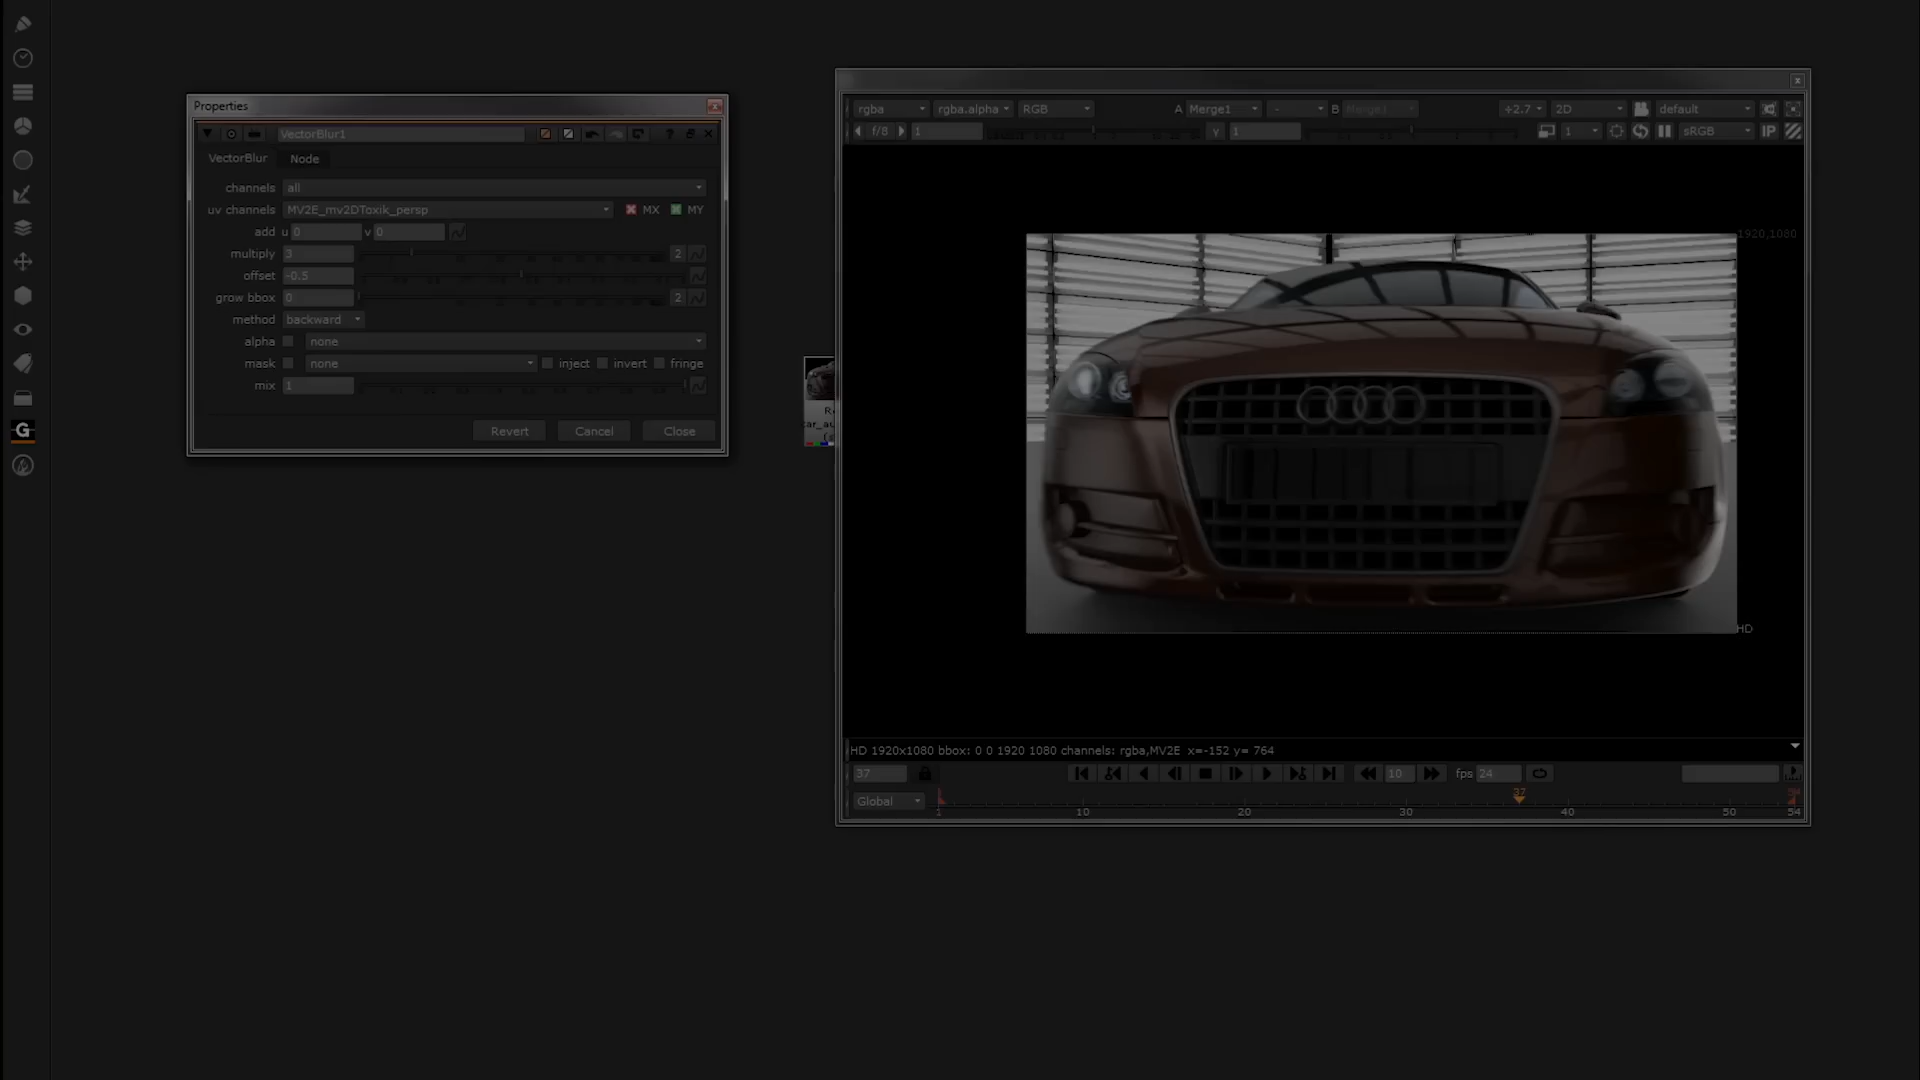 Properties
VectorBlur1
VectorBlur Node
channels all
uv channels MV2E_mv2DToxik_persp MX MY
add u 0 v 0
multiply 3 2
offset -0.5
grow bbox 0 2
method backward
alpha none
mask none inject invert fringe
mix 1
Revert Cancel Close
G
rgba rgba.alpha RGB A Merge1 - B Merge1 +2.7 2D default
f/8 1 Y 1 1 sRGB IP
1920,1080
HD
HD 1920x1080 bbox: 0 0 1920 1080 channels: rgba,MV2E x=-152 y= 764
37 10 fps 24
Global 1 10 20 30 37 40 50 54 54